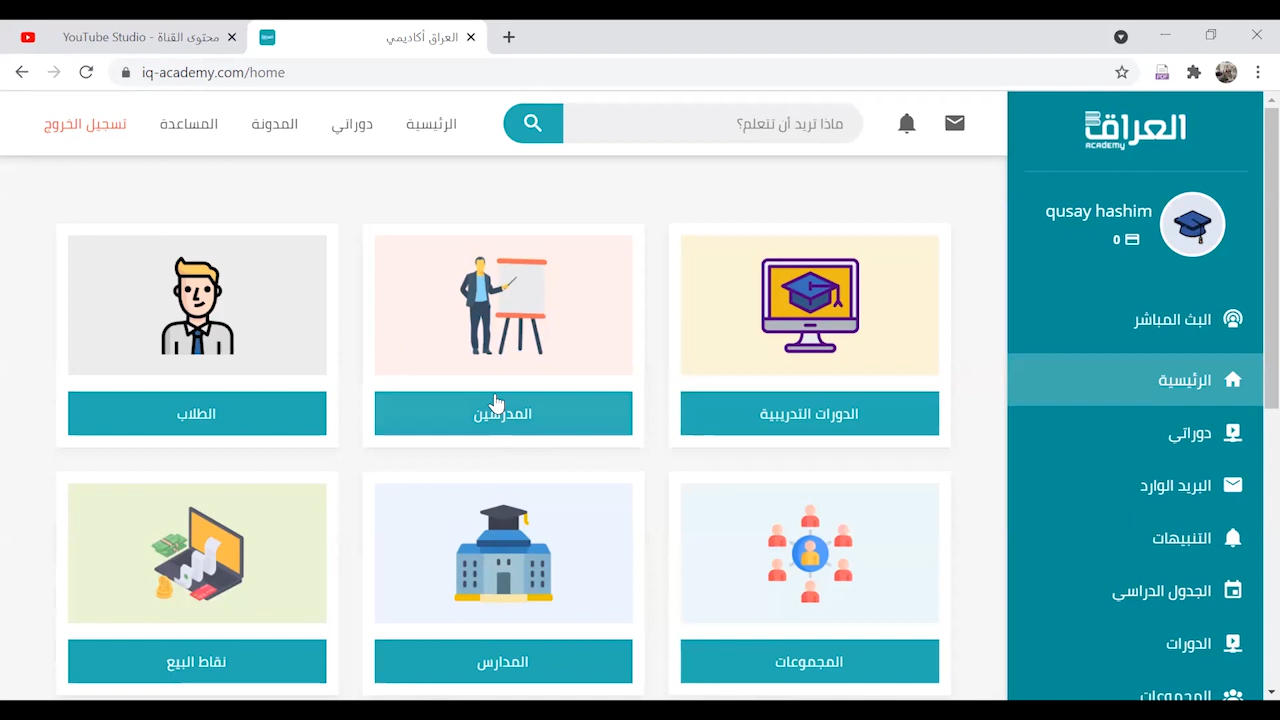 YouTube Studio - محتوى القناة
العراق أكاديمي
iq-academy.com/home
العراق
ACADEMY
ماذا تريد أن تتعلم؟
الرئيسية
دوراتي
المدونة
المساعدة
تسجيل الخروج
qusay hashim
0
البث المباشر
الرئيسية
دوراتي
البريد الوارد
التنبيهات
الجدول الدراسي
الدورات
المجموعات
الدورات التدريبية
المدرسين
الطلاب
المجموعات
المدارس
نقاط البيع